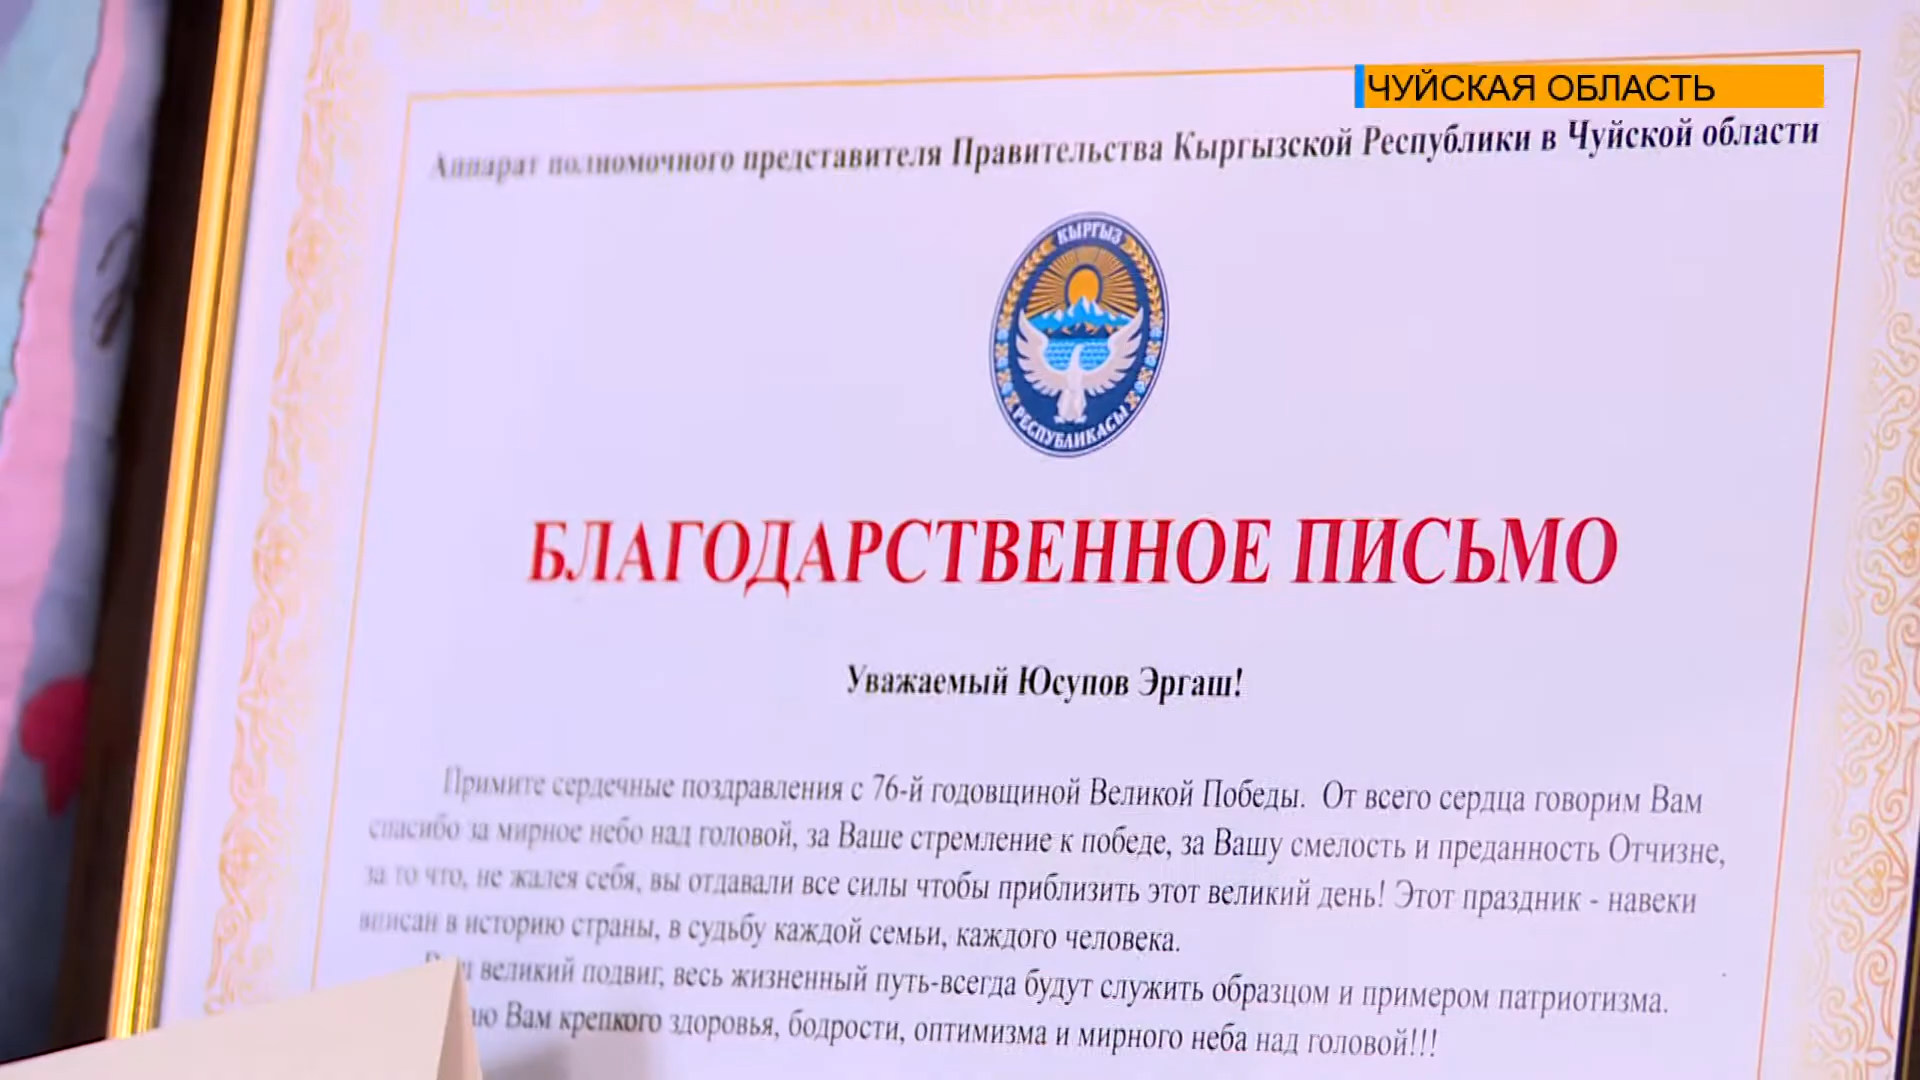 ЧУЙСКАЯ ОБЛАСТЬ
Аппарат полномочного представителя Правительства Кыргызской Республики в Чуйской области
КЫРГЫЗ
РЕСПУБЛИКАСЫ
БЛАГОДАРСТВЕННОЕ ПИСЬМО
Уважаемый Юсупов Эргаш!
Примите сердечные поздравления с 76-й годовщиной Великой Победы. От всего сердца говорим Вам
спасибо за мирное небо над головой, за Ваше стремление к победе, за Вашу смелость и преданность Отчизне,
за то что, не жалея себя, вы отдавали все силы чтобы приблизить этот великий день! Этот праздник - навеки
вписан в историю страны, в судьбу каждой семьи, каждого человека.
великий подвиг, весь жизненный путь-всегда будут служить образцом и примером патриотизма.
Вам крепкого здоровья, бодрости, оптимизма и мирного неба над головой!!!